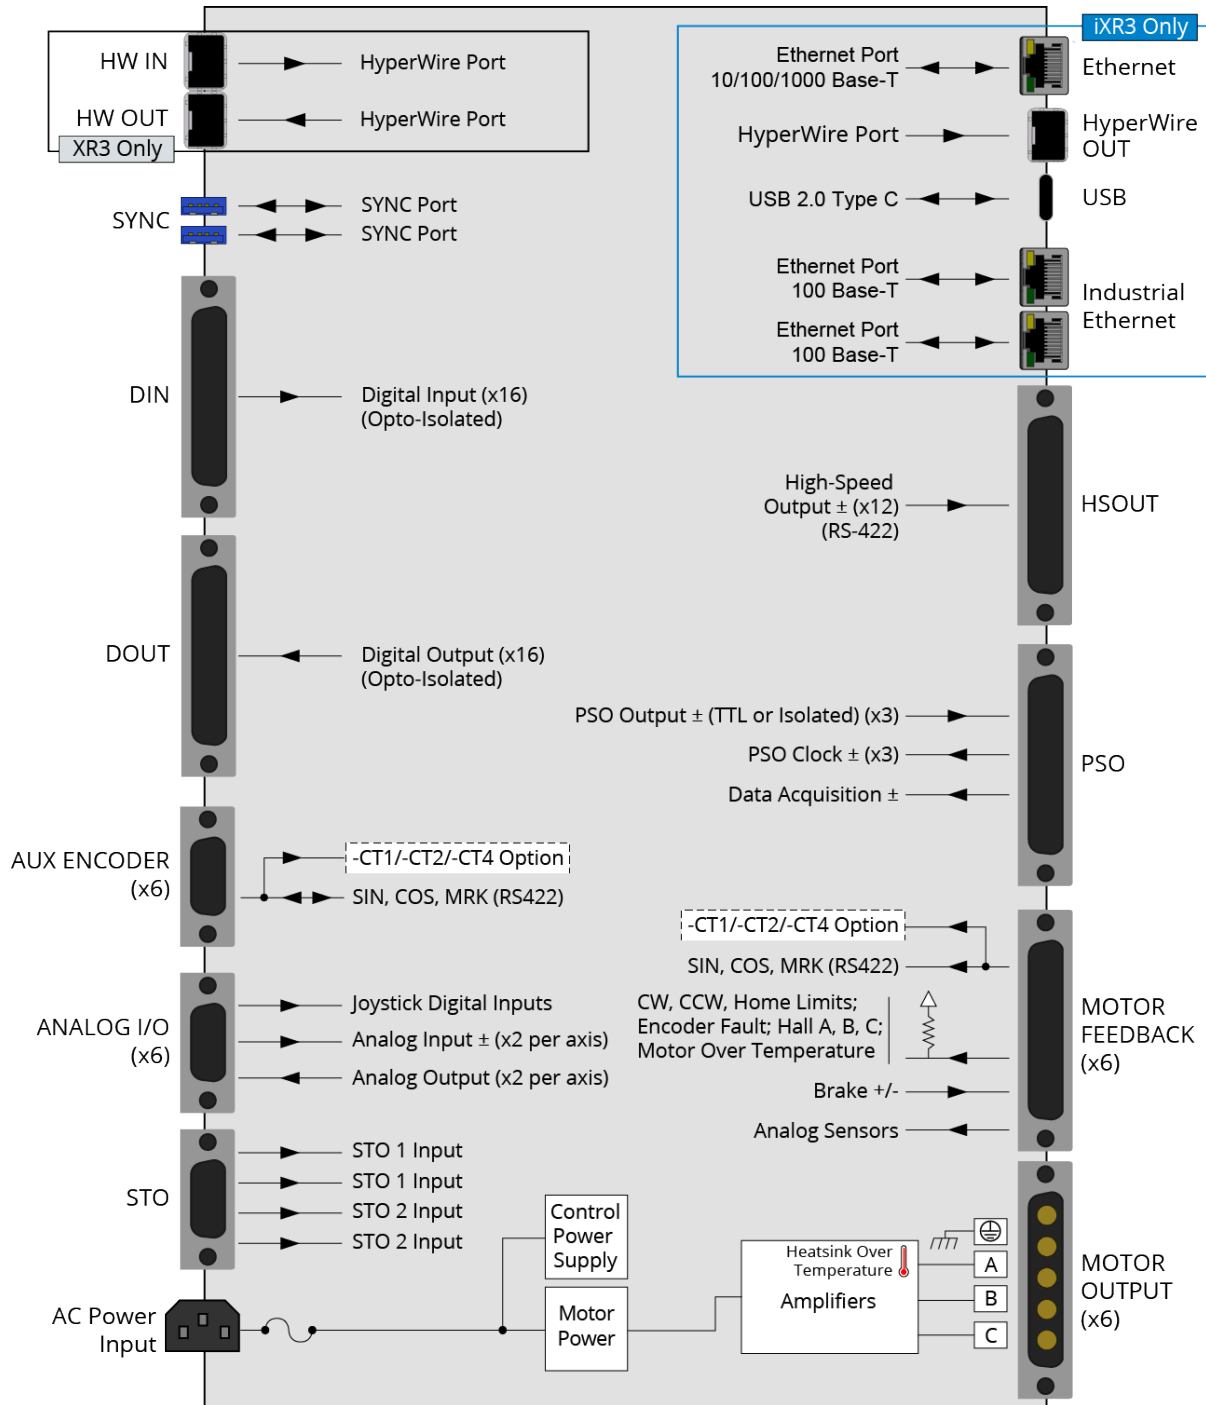 HW IN
HyperWire Port
HW OUT
HyperWire Port
XR3 Only
SYNC
SYNC Port
SYNC Port
DIN
Digital Input (x16)
(Opto-Isolated)
DOUT
Digital Output (x16)
(Opto-Isolated)
AUX ENCODER
(x6)
-CT1/-CT2/-CT4 Option
SIN, COS, MRK (RS422)
ANALOG I/O
(x6)
Joystick Digital Inputs
Analog Input ± (x2 per axis)
Analog Output (x2 per axis)
STO
STO 1 Input
STO 1 Input
STO 2 Input
STO 2 Input
AC Power
Input
Control
Power
Supply
Motor
Power
Heatsink Over
Temperature
Amplifiers
A
B
C
iXR3 Only
Ethernet Port
10/100/1000 Base-T
Ethernet
HyperWire Port
HyperWire
OUT
USB 2.0 Type C
USB
Ethernet Port
100 Base-T
Ethernet Port
100 Base-T
Industrial
Ethernet
High-Speed
Output ± (x12)
(RS-422)
HSOUT
PSO Output ± (TTL or Isolated) (x3)
PSO Clock ± (x3)
Data Acquisition ±
PSO
-CT1/-CT2/-CT4 Option
SIN, COS, MRK (RS422)
CW, CCW, Home Limits;
Encoder Fault; Hall A, B, C;
Motor Over Temperature
Brake +/-
Analog Sensors
MOTOR
FEEDBACK
(x6)
MOTOR
OUTPUT
(x6)